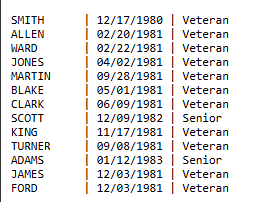 SMITH | 12/17/1980 | Veteran
ALLEN | 02/20/1981 | Veteran
WARD | 02/22/1981 | Veteran
JONES | 04/02/1981 | Veteran
MARTIN | 09/28/1981 | Veteran
BLAKE | 05/01/1981 | Veteran
CLARK | 06/09/1981 | Veteran
SCOTT | 12/09/1982 | Senior
KING | 11/17/1981 | Veteran
TURNER | 09/08/1981 | Veteran
ADAMS | 01/12/1983 | Senior
JAMES | 12/03/1981 | Veteran
FORD | 12/03/1981 | Veteran